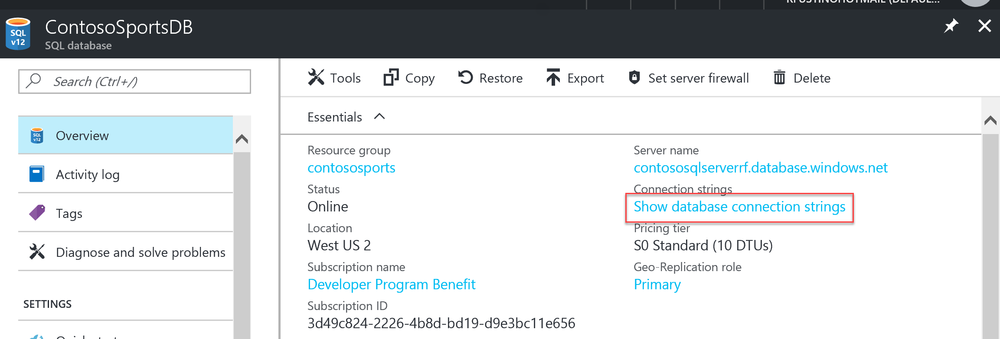 ContosoSportsDB
SQL database
SQL
v12
Search (Ctrl+/)
SQL
v12
Overview
Activity log
Tags
Diagnose and solve problems
SETTINGS
Tools
Copy
Restore
Export
Set server firewall
Delete
Essentials
Resource group
contososports
Status
Online
Location
West US 2
Subscription name
Developer Program Benefit
Subscription ID
3d49c824-2226-4b8d-bd19-d9e3bc11e656
Server name
contososqlserverrf.database.windows.net
Connection strings
Show database connection strings
Pricing tier
S0 Standard (10 DTUs)
Geo-Replication role
Primary